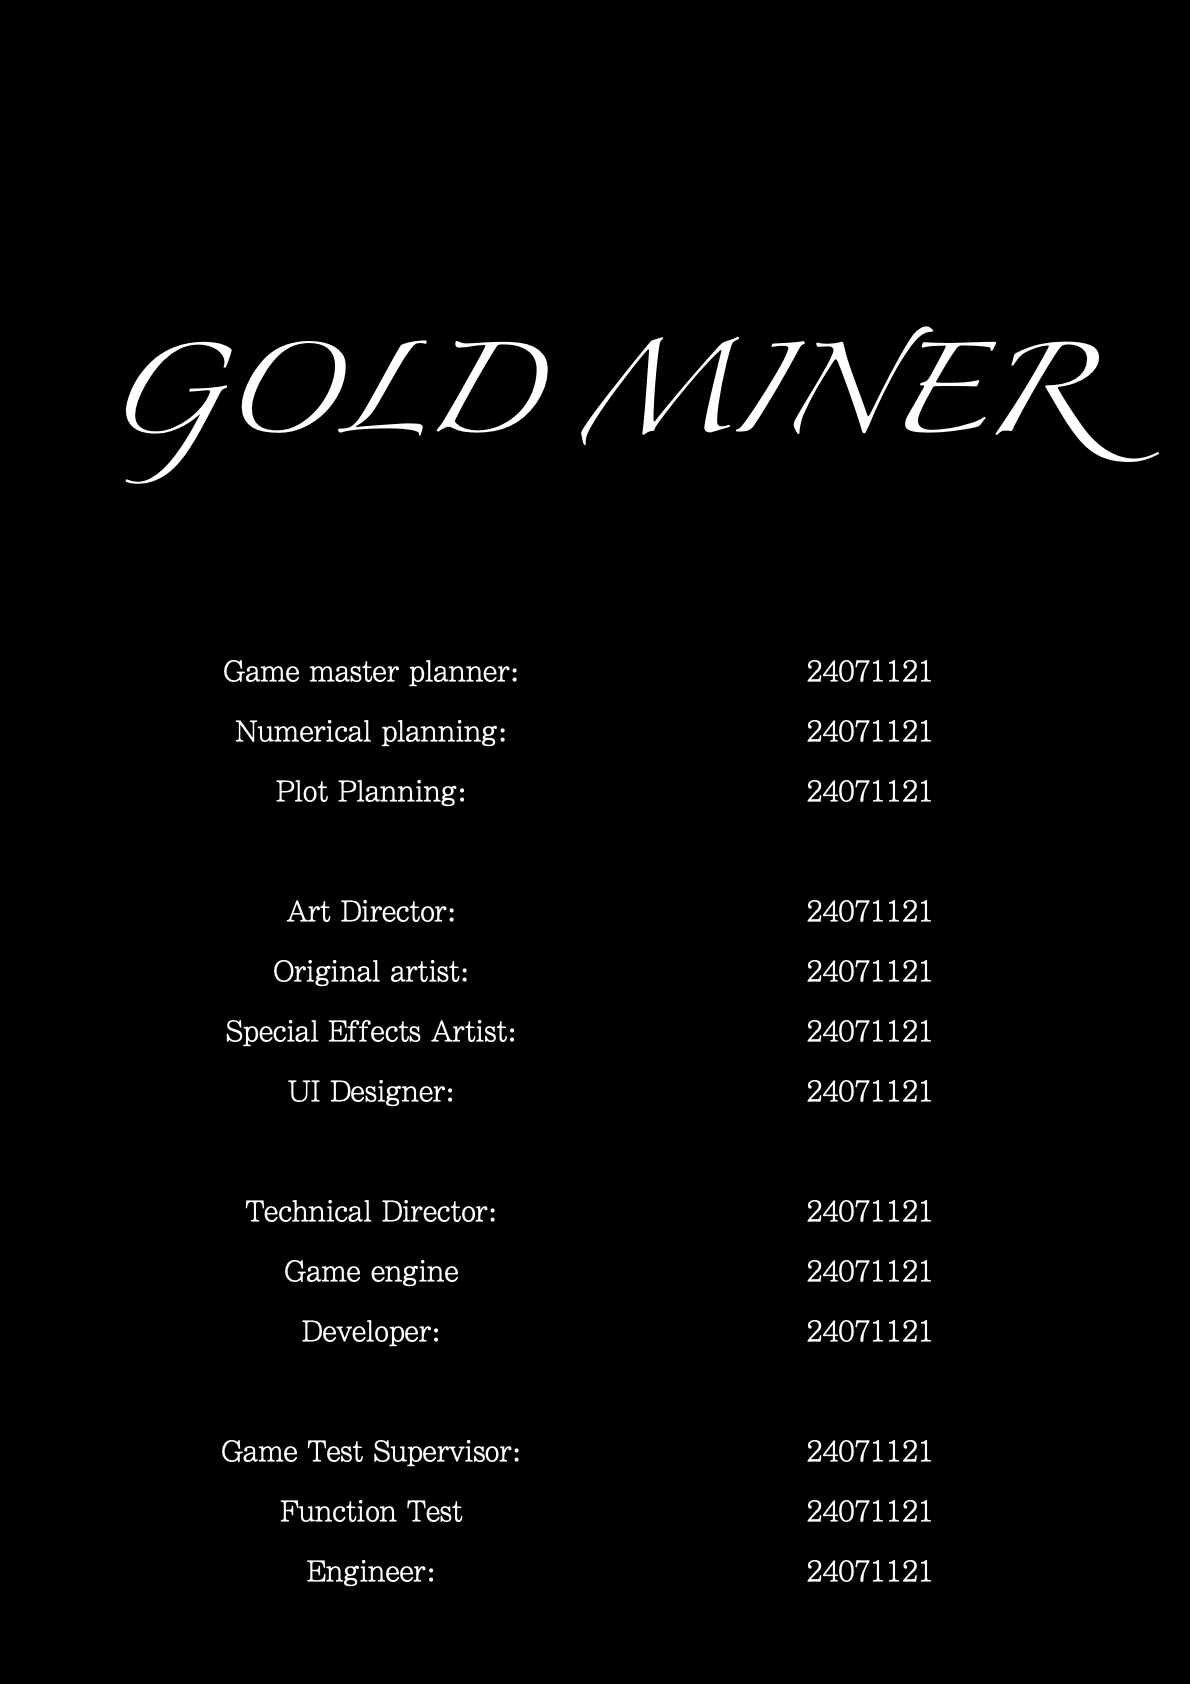 GOLD MINER
Game master planner: 24071121
Numerical planning: 24071121
Plot Planning: 24071121
Art Director: 24071121
Original artist: 24071121
Special Effects Artist: 24071121
UI Designer: 24071121
Technical Director: 24071121
Game engine 24071121
Developer: 24071121
Game Test Supervisor: 24071121
Function Test 24071121
Engineer: 24071121